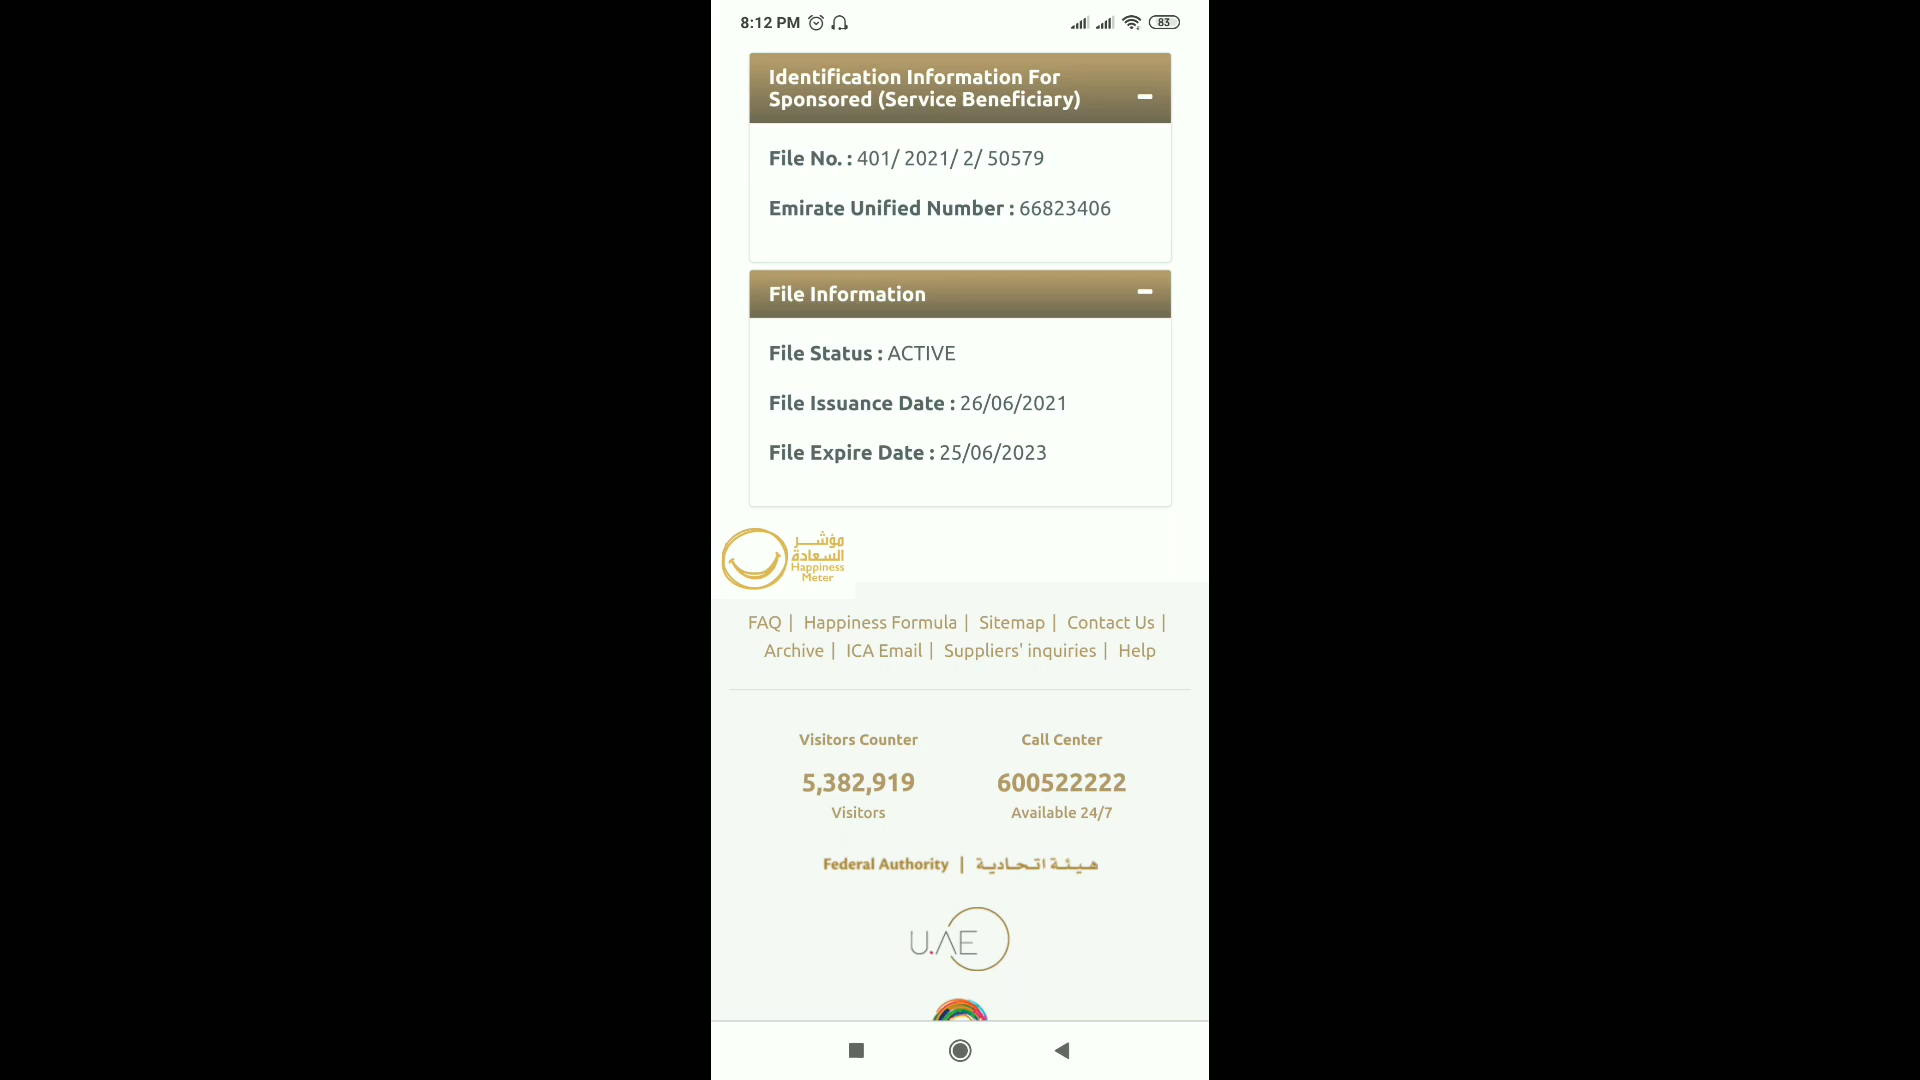 8:12 PM
83
Identification Information For
Sponsored (Service Beneficiary)
File No. : 401/ 2021/ 2/ 50579
Emirate Unified Number : 66823406
File Information
File Status : ACTIVE
File Issuance Date : 26/06/2021
File Expire Date : 25/06/2023
مؤشر
السعادة
Happiness
Meter
FAQ | Happiness Formula | Sitemap | Contact Us |
Archive | ICA Email | Suppliers' inquiries | Help
Visitors Counter
Call Center
5,382,919
600522222
Visitors
Available 24/7
Federal Authority | هيئة اتحادية
U.AE